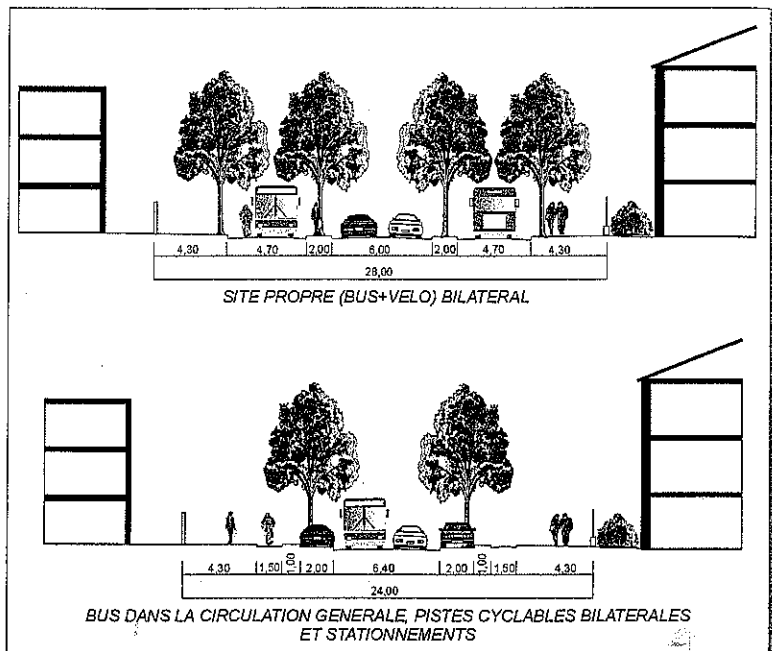 4,30 4,70 2,00 6,00 2,00 4,70 4,30
28,00
SITE PROPRE (BUS+VELO) BILATERAL
4,30 1,50 1,00 2,00 6,40 2,00 1,00 1,50 4,30
24,00
BUS DANS LA CIRCULATION GENERALE, PISTES CYCLABLES BILATERALES
ET STATIONNEMENTS